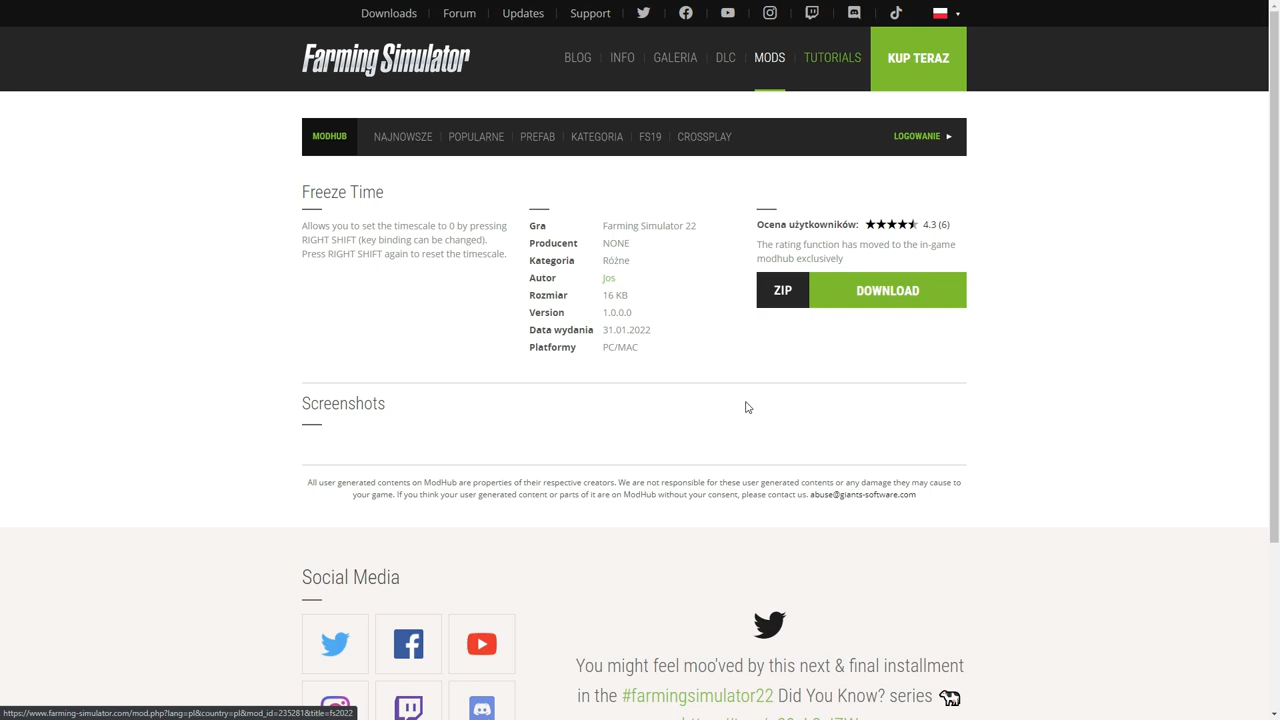 Downloads Forum Updates Support
Farming Simulator BLOG INFO GALERIA DLC MODS TUTORIALS KUP TERAZ
MODHUB NAJNOWSZE POPULARNE PREFAB KATEGORIA FS19 CROSSPLAY LOGOWANIE
Freeze Time
Allows you to set the timescale to 0 by pressing
RIGHT SHIFT (key binding can be changed).
Press RIGHT SHIFT again to reset the timescale.
Gra Farming Simulator 22
Producent NONE
Kategoria Różne
Autor Jos
Rozmiar 16 KB
Version 1.0.0.0
Data wydania 31.01.2022
Platformy PC/MAC
Ocena użytkowników: 4.3 (6)
The rating function has moved to the in-game
modhub exclusively
ZIP DOWNLOAD
Screenshots
All user generated contents on ModHub are properties of their respective creators. We are not responsible for these user generated contents or any damage they may cause to
your game. If you think your user generated content or parts of it are on ModHub without your consent, please contact us. abuse@giants-software.com
Social Media
You might feel moo'ved by this next & final installment
in the #farmingsimulator22 Did You Know? series
https://www.farming-simulator.com/mod.php?lang=pl&country=pl&mod_id=235281&title=fs2022